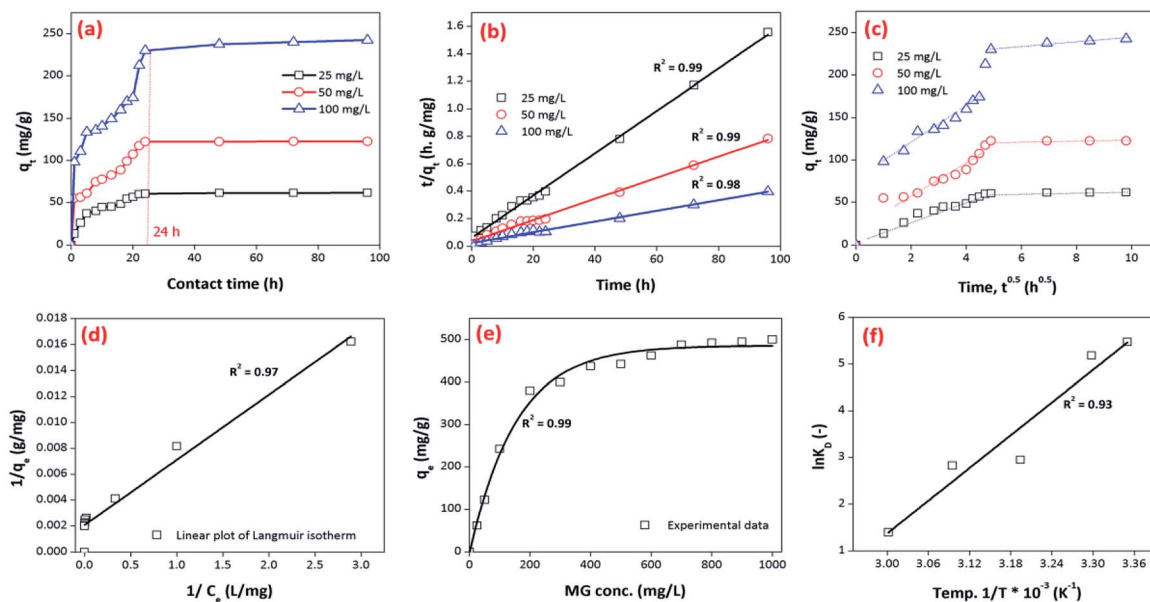 (a)
q_t (mg/g)
250
200
150
100
50
0
25 mg/L
50 mg/L
100 mg/L
24 h
0 20 40 60 80 100
Contact time (h)
(b)
t/q_t (h. g/mg)
1.6
1.4
1.2
1.0
0.8
0.6
0.4
0.2
0.0
R² = 0.99
25 mg/L
50 mg/L
100 mg/L
R² = 0.99
R² = 0.98
0 20 40 60 80 100
Time (h)
(c)
q_t (mg/g)
250
200
150
100
50
0
25 mg/L
50 mg/L
100 mg/L
0 2 4 6 8 10
Time, t^0.5 (h^0.5)
(d)
1/q_e (g/mg)
0.018
0.016
0.014
0.012
0.010
0.008
0.006
0.004
0.002
0.000
R² = 0.97
Linear plot of Langmuir isotherm
0.0 0.5 1.0 1.5 2.0 2.5 3.0
1/ C_e (L/mg)
(e)
q_e (mg/g)
500
400
300
200
100
0
R² = 0.99
Experimental data
0 200 400 600 800 1000
MG conc. (mg/L)
(f)
lnK_D (-)
6
5
4
3
2
1
R² = 0.93
3.00 3.06 3.12 3.18 3.24 3.30 3.36
Temp. 1/T * 10^-3 (K^-1)